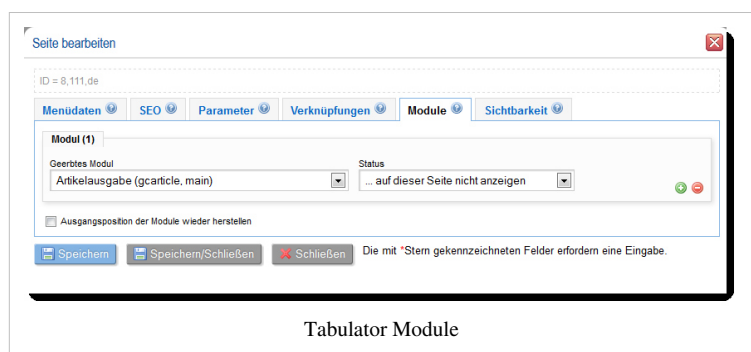 Seite bearbeiten
ID = 8,111,de
Menüdaten SEO Parameter Verknüpfungen Module Sichtbarkeit
Modul (1)
Geerbtes Modul Status
Artikelausgabe (gcarticle, main) ... auf dieser Seite nicht anzeigen
Ausgangsposition der Module wieder herstellen
Speichern Speichern/Schließen Schließen Die mit *Stern gekennzeichneten Felder erfordern eine Eingabe.
Tabulator Module